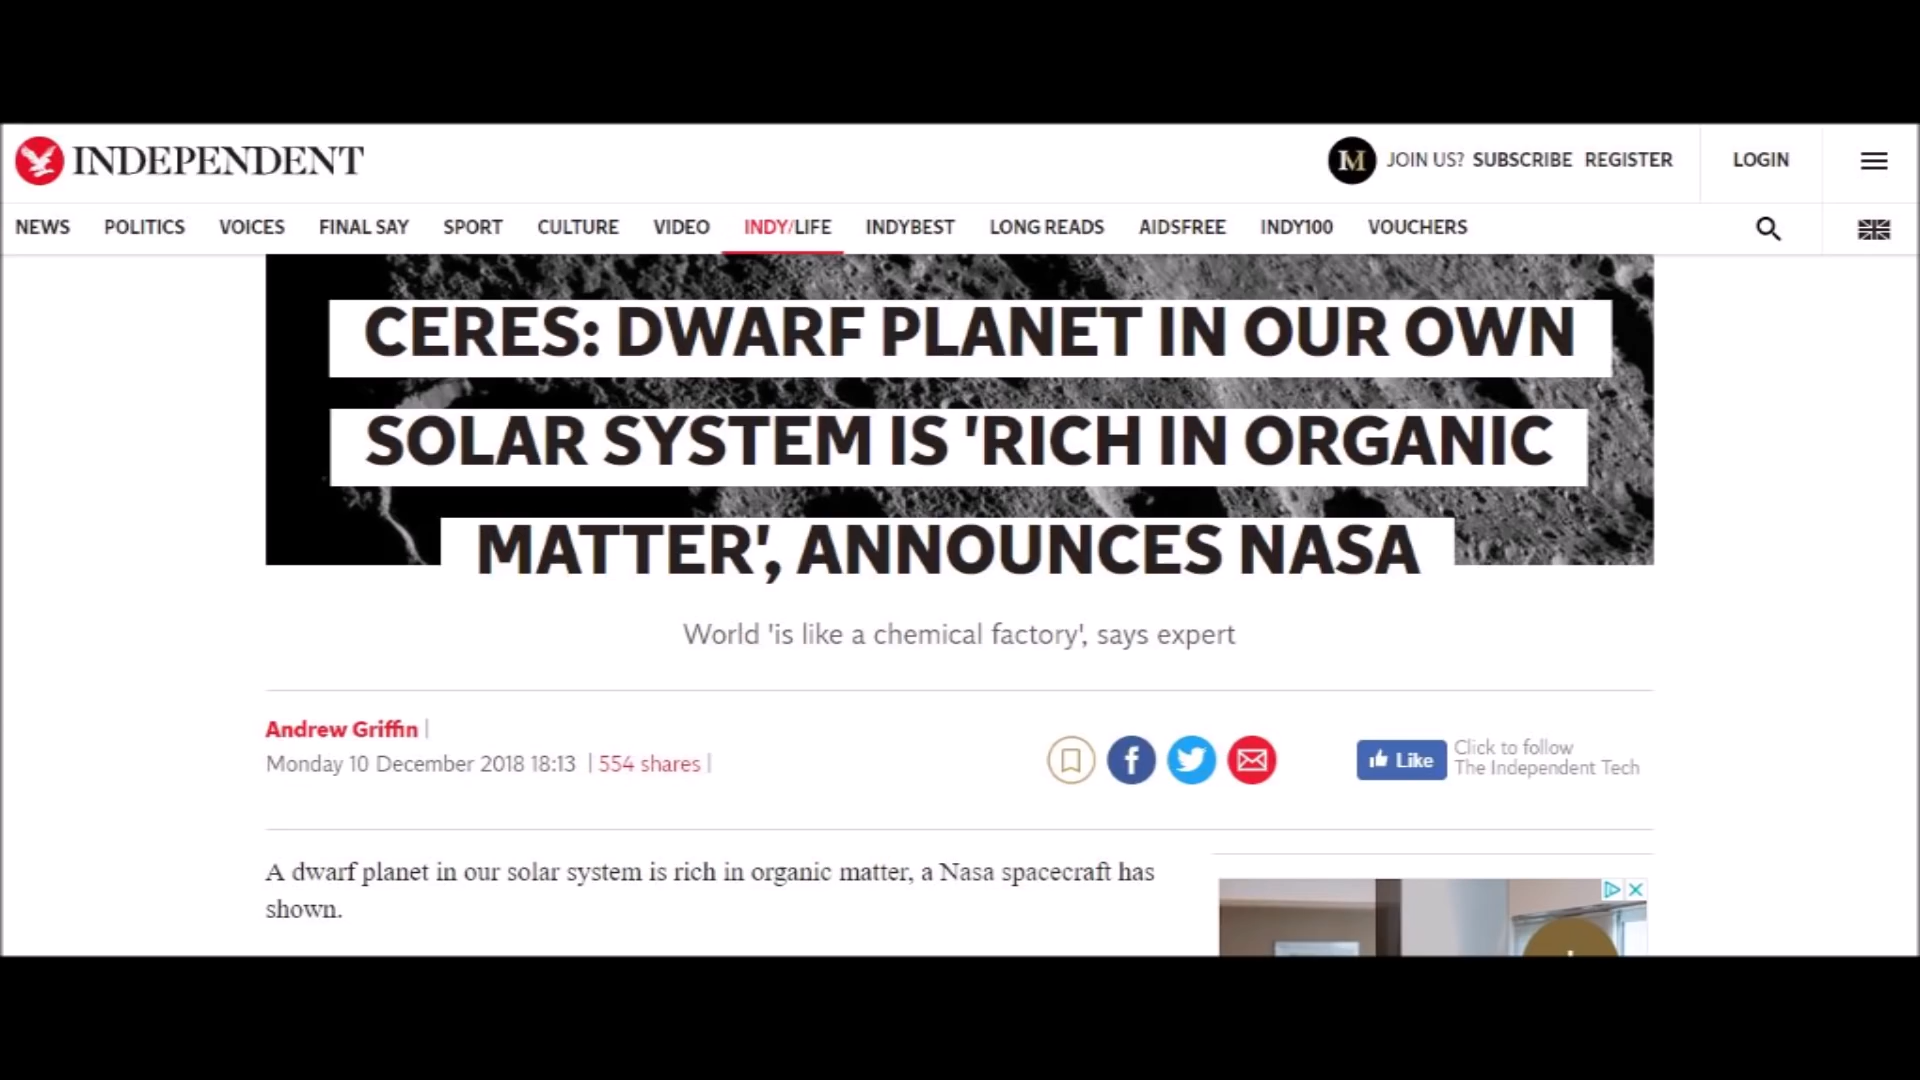 INDEPENDENT
M JOIN US? SUBSCRIBE REGISTER LOGIN
NEWS POLITICS VOICES FINAL SAY SPORT CULTURE VIDEO INDY/LIFE INDYBEST LONG READS AIDSFREE INDY100 VOUCHERS
CERES: DWARF PLANET IN OUR OWN
SOLAR SYSTEM IS 'RICH IN ORGANIC
MATTER', ANNOUNCES NASA
World 'is like a chemical factory', says expert
Andrew Griffin |
Monday 10 December 2018 18:13 | 554 shares |
f Like Click to follow
The Independent Tech
A dwarf planet in our solar system is rich in organic matter, a Nasa spacecraft has
shown.